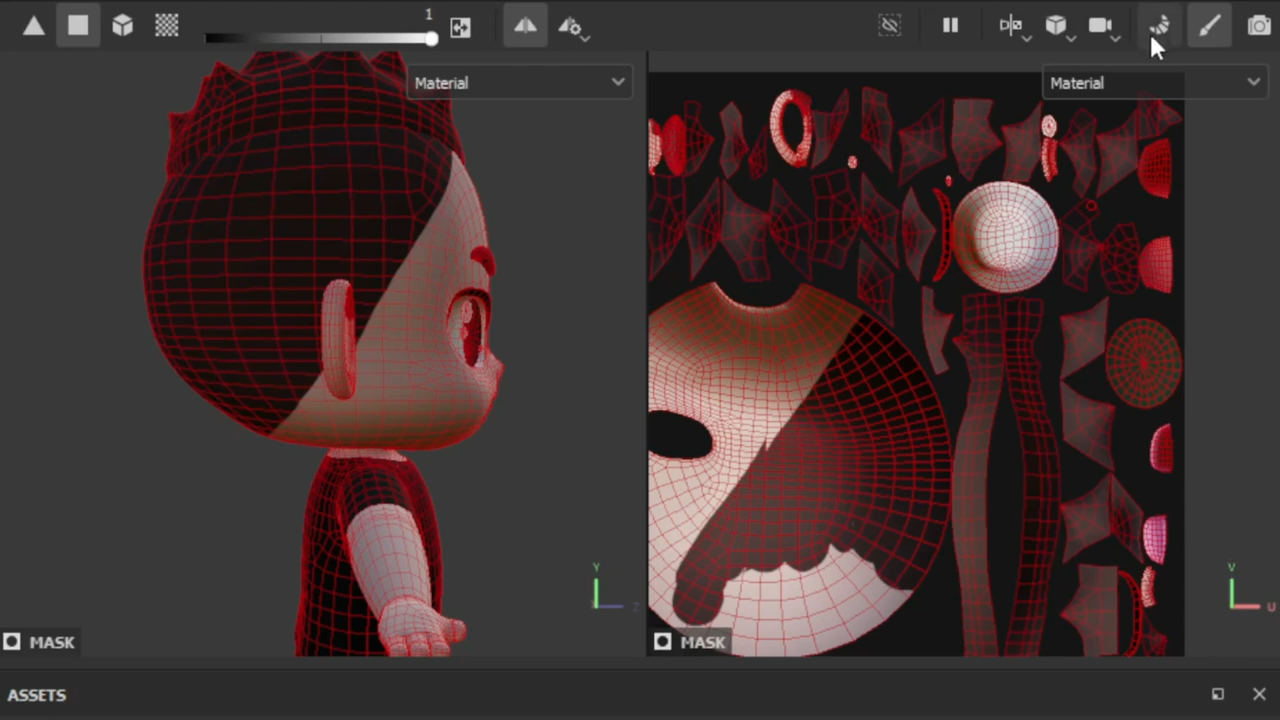 1
Material
Material
Y
Z
V
U
MASK
MASK
ASSETS